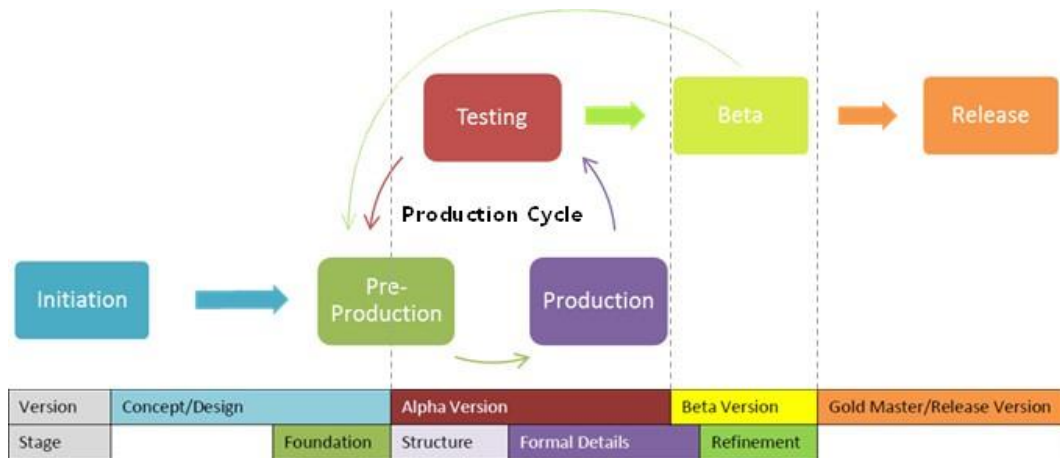 Testing
Beta
Release
Production Cycle
Initiation
Pre-
Production
Production
Version
Concept/Design
Alpha Version
Beta Version
Gold Master/Release Version
Stage
Foundation
Structure
Formal Details
Refinement